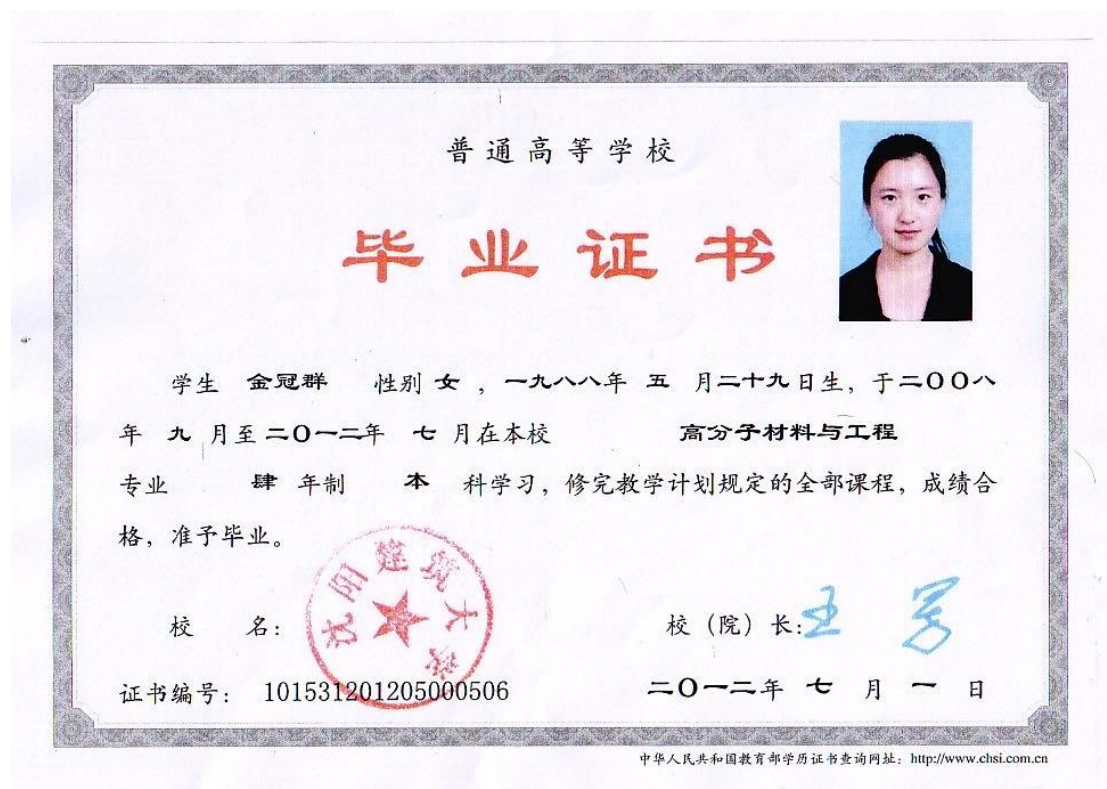 普通高等学校
毕业证书
学生 金冠群 性别 女 ，一九八八年 五 月二十九日生，于二OO八
年 九 月至二O一二年 七 月在本校 高分子材料与工程
专业 肆 年制 本 科学习，修完教学计划规定的全部课程，成绩合
格，准予毕业。
沈阳建筑大学
校 名： 校（院）长:
证书编号： 101531201205000506 二O一二年 七 月 一 日
中华人民共和国教育部学历证书查询网址：http://www.chsi.com.cn